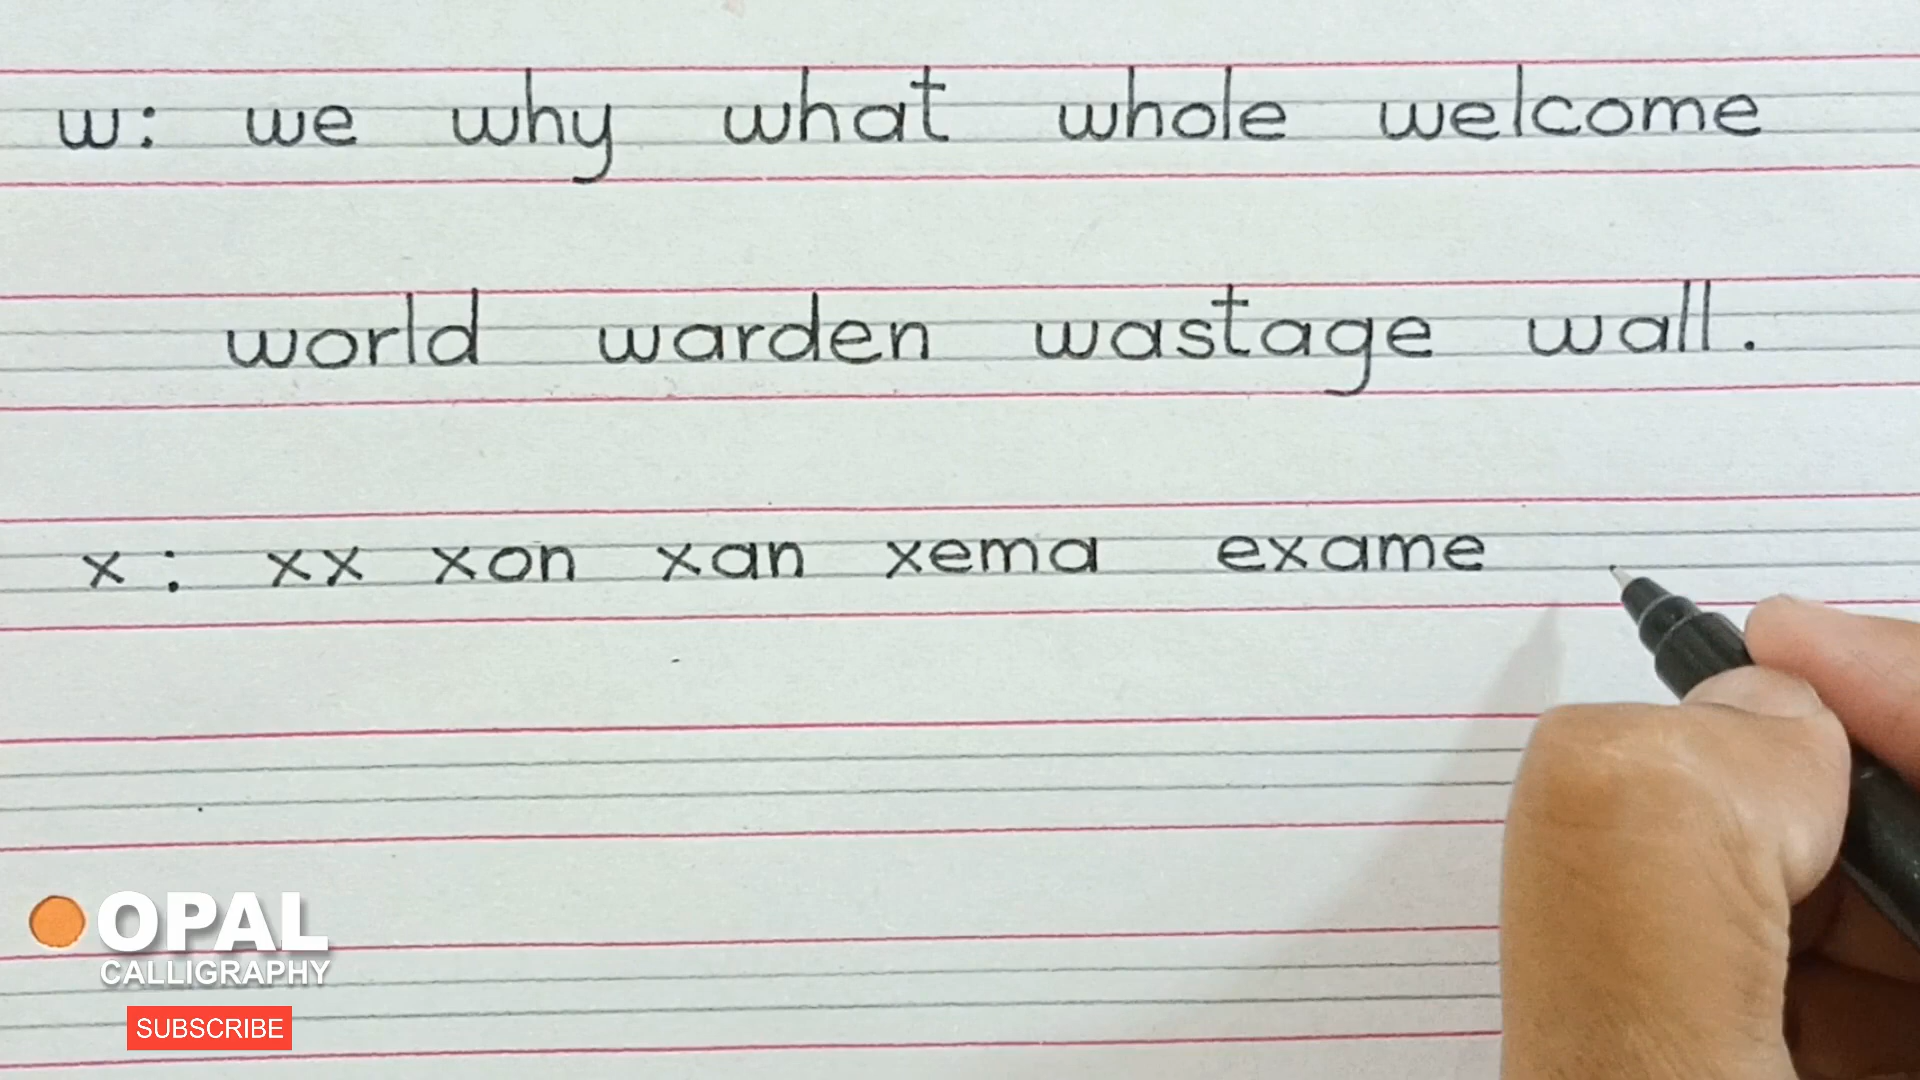 w: we why what whole welcome
world warden wastage wall.
x: xx xon xan xema exame
OPAL
CALLIGRAPHY
SUBSCRIBE